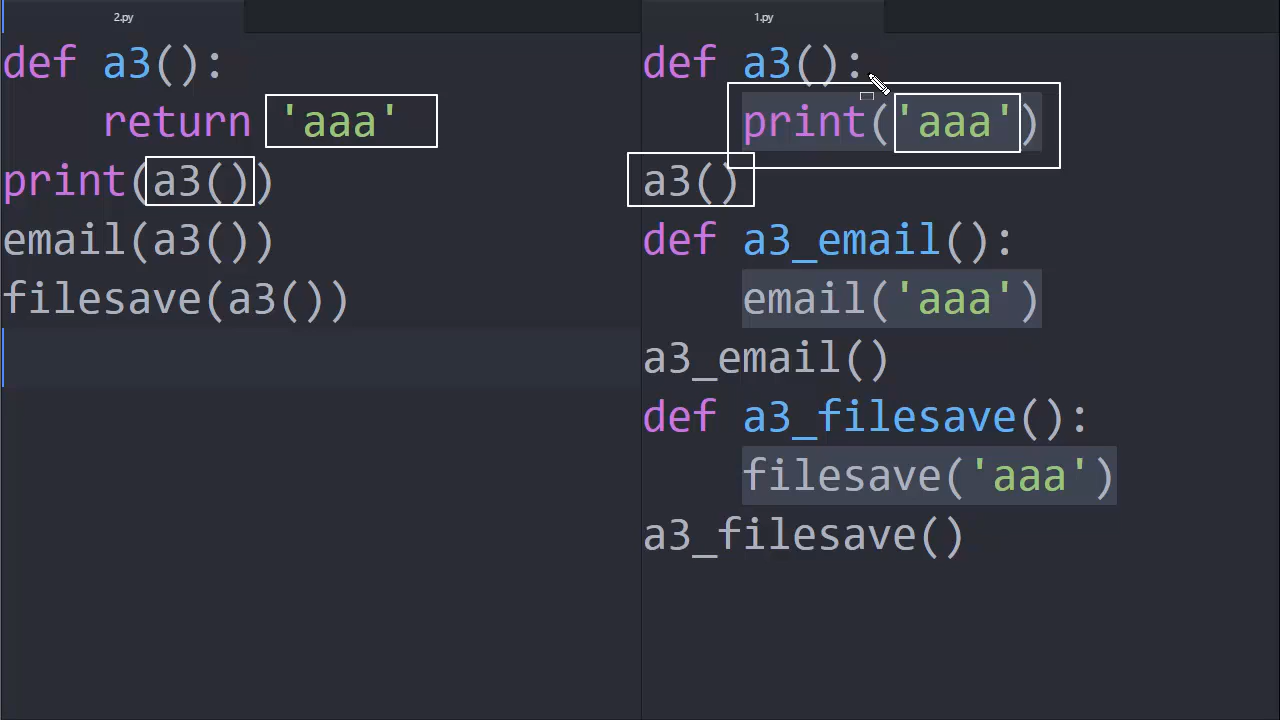 2.py
def a3():
    return 'aaa'
print(a3())
email(a3())
filesave(a3())
1.py
def a3():
    print('aaa')
a3()
def a3_email():
    email('aaa')
a3_email()
def a3_filesave():
    filesave('aaa')
a3_filesave()